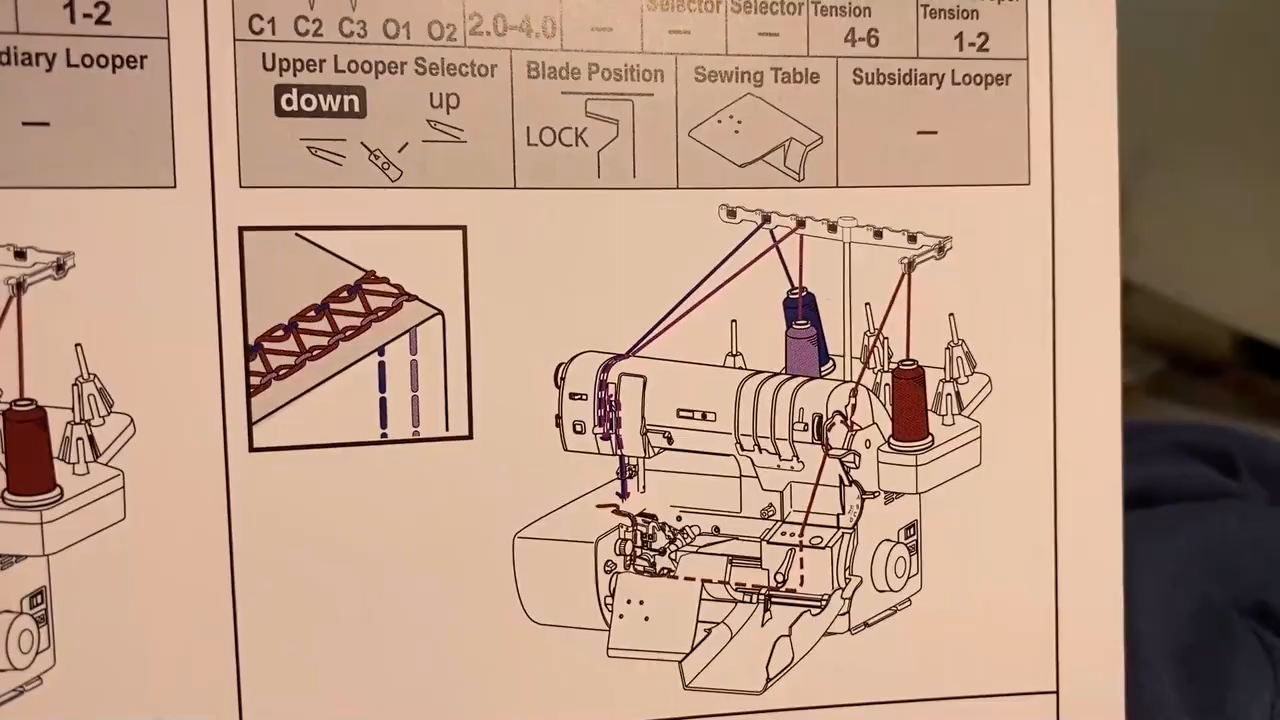 1-2
diary Looper
—
C1 C2 C3 O1 O2
2.0-4.0
—
Selector
—
Selector
—
Tension
4-6
Tension
1-2
Upper Looper Selector
down up
Blade Position
LOCK
Sewing Table
Subsidiary Looper
—